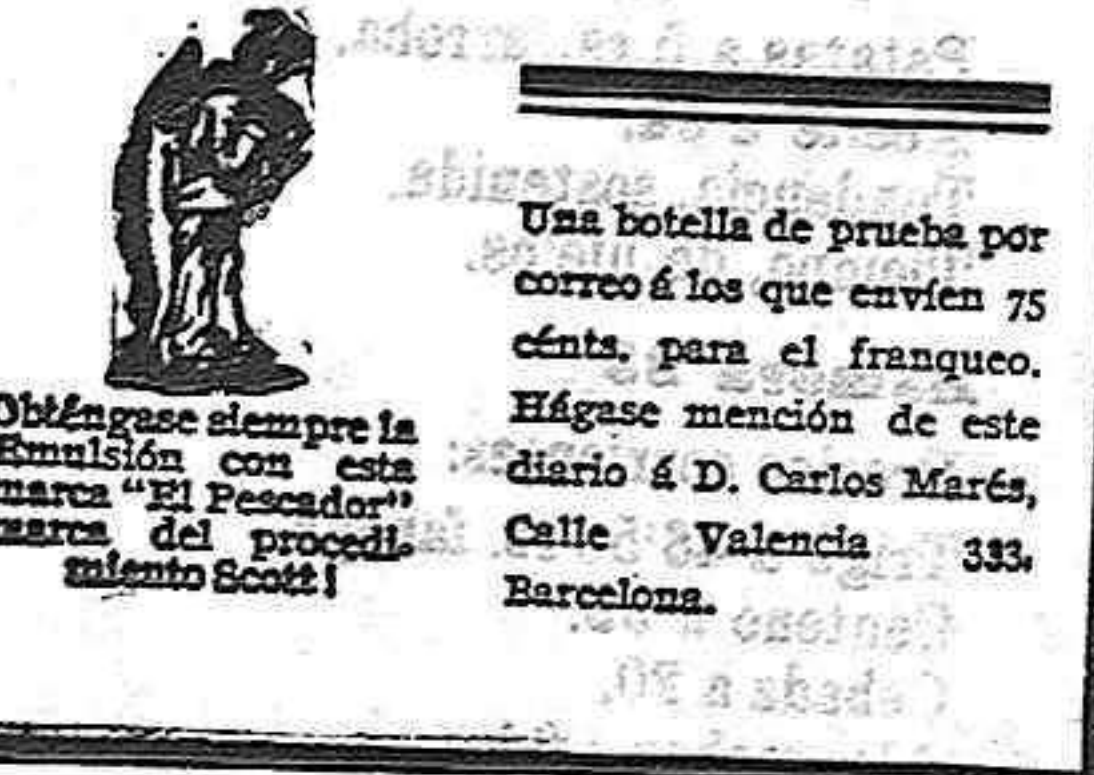 Obténgase siempre la
Emulsión con esta
marca "El Pescador"
marca del procedi-
miento Scott!
Una botella de prueba por
correo á los que envíen 75
cénts. para el franqueo.
Hágase mención de este
diario á D. Carlos Marés,
Calle Valencia 333,
Barcelona.